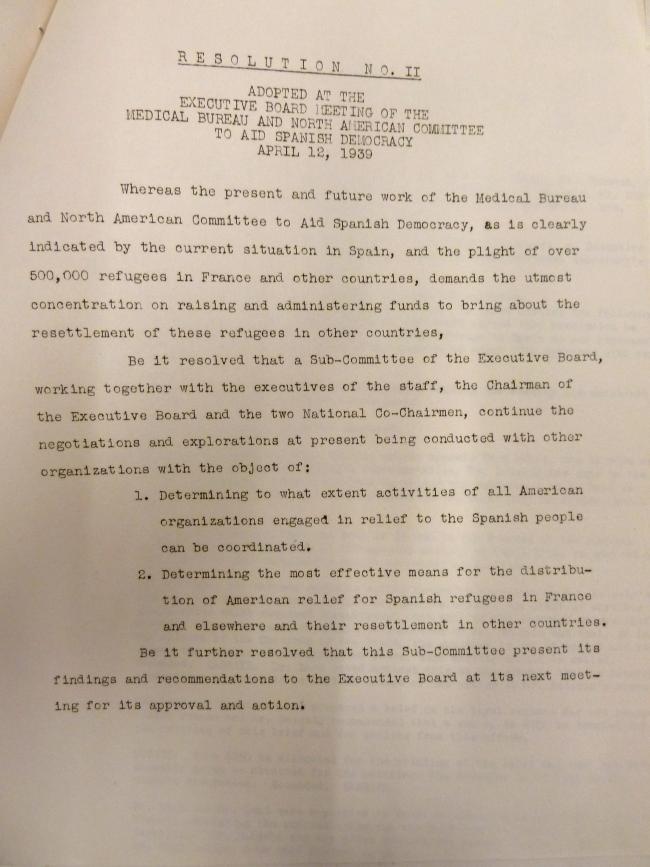 RESOLUTION NO. II
ADOPTED AT THE
EXECUTIVE BOARD MEETING OF THE
MEDICAL BUREAU AND NORTH AMERICAN COMMITTEE
TO AID SPANISH DEMOCRACY
APRIL 12, 1939
Whereas the present and future work of the Medical Bureau
and North American Committee to Aid Spanish Democracy, as is clearly
indicated by the current situation in Spain, and the plight of over
500,000 refugees in France and other countries, demands the utmost
concentration on raising and administering funds to bring about the
resettlement of these refugees in other countries,
Be it resolved that a Sub-Committee of the Executive Board,
working together with the executives of the staff, the Chairman of
the Executive Board and the two National Co-Chairmen, continue the
negotiations and explorations at present being conducted with other
organizations with the object of:
1. Determining to what extent activities of all American
organizations engaged in relief to the Spanish people
can be coordinated.
2. Determining the most effective means for the distribu-
tion of American relief for Spanish refugees in France
and elsewhere and their resettlement in other countries.
Be it further resolved that this Sub-Committee present its
findings and recommendations to the Executive Board at its next meet-
ing for its approval and action.